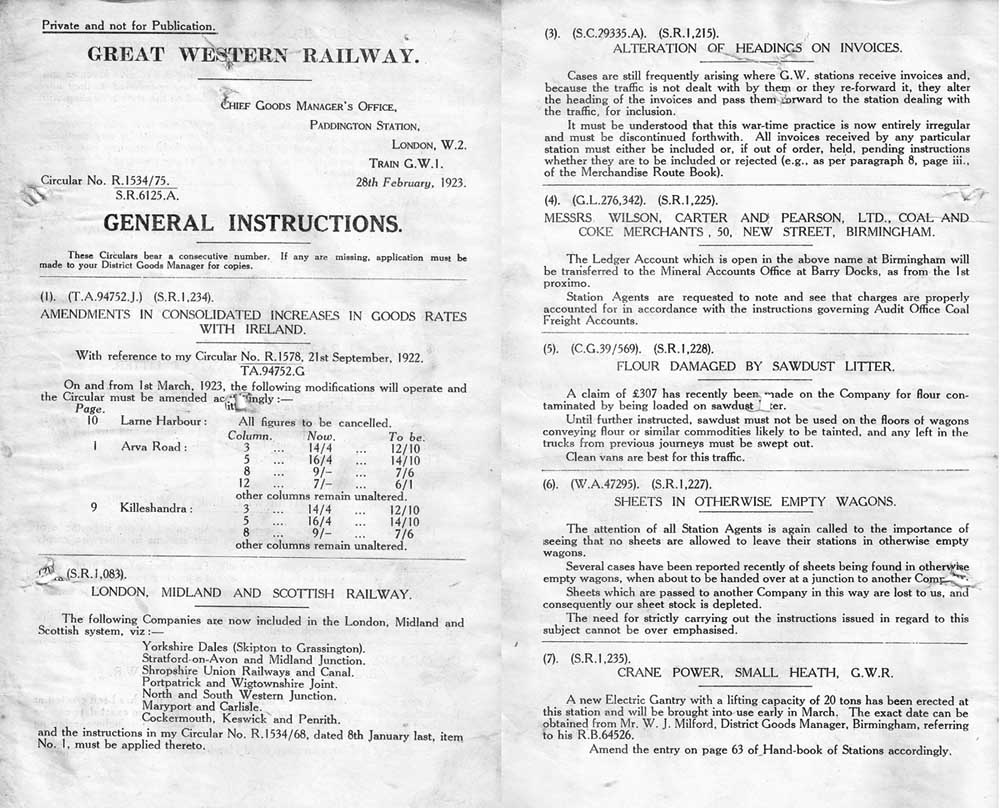 Private and not for Publication.
GREAT WESTERN RAILWAY.
CHIEF GOODS MANAGER'S OFFICE,
PADDINGTON STATION,
LONDON, W.2.
TRAIN G.W.1.
Circular No. R.1534/75.
S.R.6125.A.
28th February, 1923.
GENERAL INSTRUCTIONS.
These Circulars bear a consecutive number. If any are missing, application must be
made to your District Goods Manager for copies.
(1). (T.A.94752.J.) (S.R.1,234).
AMENDMENTS IN CONSOLIDATED INCREASES IN GOODS RATES
WITH IRELAND.
With reference to my Circular No. R.1578, 21st September, 1922.
TA.94752.G
On and from 1st March, 1923, the following modifications will operate and
the Circular must be amended ingly :—
Page.
10 Larne Harbour : All figures to be cancelled.
Column. Now. To be.
1 Arva Road : 3 ... 14/4 ... 12/10
5 ... 16/4 ... 14/10
8 ... 9/– ... 7/6
12 ... 7/– ... 6/1
other columns remain unaltered.
9 Killeshandra : 3 ... 14/4 ... 12/10
5 ... 16/4 ... 14/10
8 ... 9/– ... 7/6
other columns remain unaltered.
(S.R.1,083).
LONDON, MIDLAND AND SCOTTISH RAILWAY.
The following Companies are now included in the London, Midland and
Scottish system, viz :—
Yorkshire Dales (Skipton to Grassington).
Stratford-on-Avon and Midland Junction.
Shropshire Union Railways and Canal.
Portpatrick and Wigtownshire Joint.
North and South Western Junction.
Maryport and Carlisle.
Cockermouth, Keswick and Penrith.
and the instructions in my Circular No. R.1534/68, dated 8th January last, item
No. 1, must be applied thereto.
(3). (S.C.29335.A). (S.R.1,215).
ALTERATION OF HEADINGS ON INVOICES.
Cases are still frequently arising where G.W. stations receive invoices and,
because the traffic is not dealt with by them or they re-forward it, they alter
the heading of the invoices and pass them forward to the station dealing with
the traffic, for inclusion.
It must be understood that this war-time practice is now entirely irregular
and must be discontinued forthwith. All invoices received by any particular
station must either be included or, if out of order, held, pending instructions
whether they are to be included or rejected (e.g., as per paragraph 8, page iii.,
of the Merchandise Route Book).
(4). (G.L.276,342). (S.R.1,225).
MESSRS. WILSON, CARTER AND PEARSON, LTD., COAL AND
COKE MERCHANTS, 50, NEW STREET, BIRMINGHAM.
The Ledger Account which is open in the above name at Birmingham will
be transferred to the Mineral Accounts Office at Barry Docks, as from the 1st
proximo.
Station Agents are requested to note and see that charges are properly
accounted for in accordance with the instructions governing Audit Office Coal
Freight Accounts.
(5). (C.G.39/569). (S.R.1,228).
FLOUR DAMAGED BY SAWDUST LITTER.
A claim of £307 has recently been made on the Company for flour con-
taminated by being loaded on sawdust
Until further instructed, sawdust must not be used on the floors of wagons
conveying flour or similar commodities likely to be tainted, and any left in the
trucks from previous journeys must be swept out.
Clean vans are best for this traffic.
(6). (W.A.47295). (S.R.1,227).
SHEETS IN OTHERWISE EMPTY WAGONS.
The attention of all Station Agents is again called to the importance of
seeing that no sheets are allowed to leave their stations in otherwise empty
wagons.
Several cases have been reported recently of sheets being found in otherwise
empty wagons, when about to be handed over at a junction to another
Sheets which are passed to another Company in this way are lost to us, and
consequently our sheet stock is depleted.
The need for strictly carrying out the instructions issued in regard to this
subject cannot be over emphasised.
(7). (S.R.1,235).
CRANE POWER, SMALL HEATH, G.W.R.
A new Electric Gantry with a lifting capacity of 20 tons has been erected at
this station and will be brought into use early in March. The exact date can be
obtained from Mr. W. J. Milford, District Goods Manager, Birmingham, referring
to his R.B.64526.
Amend the entry on page 63 of Hand-book of Stations accordingly.